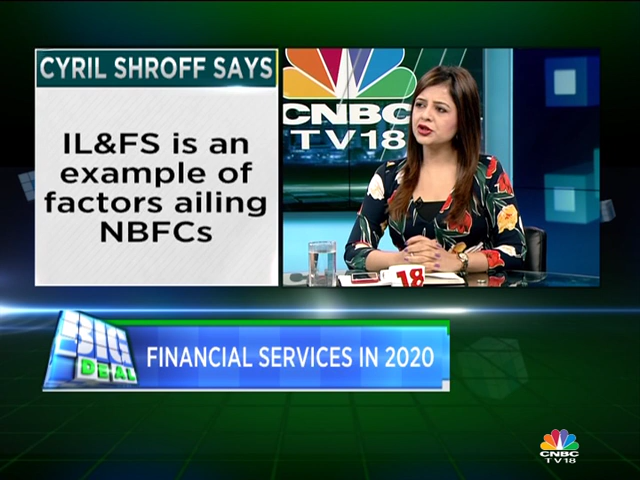 CYRIL SHROFF SAYS
IL&FS is an
example of
factors ailing
NBFCs
CNBC
TV18
18
BIG
DEAL
FINANCIAL SERVICES IN 2020
CNBC
TV18